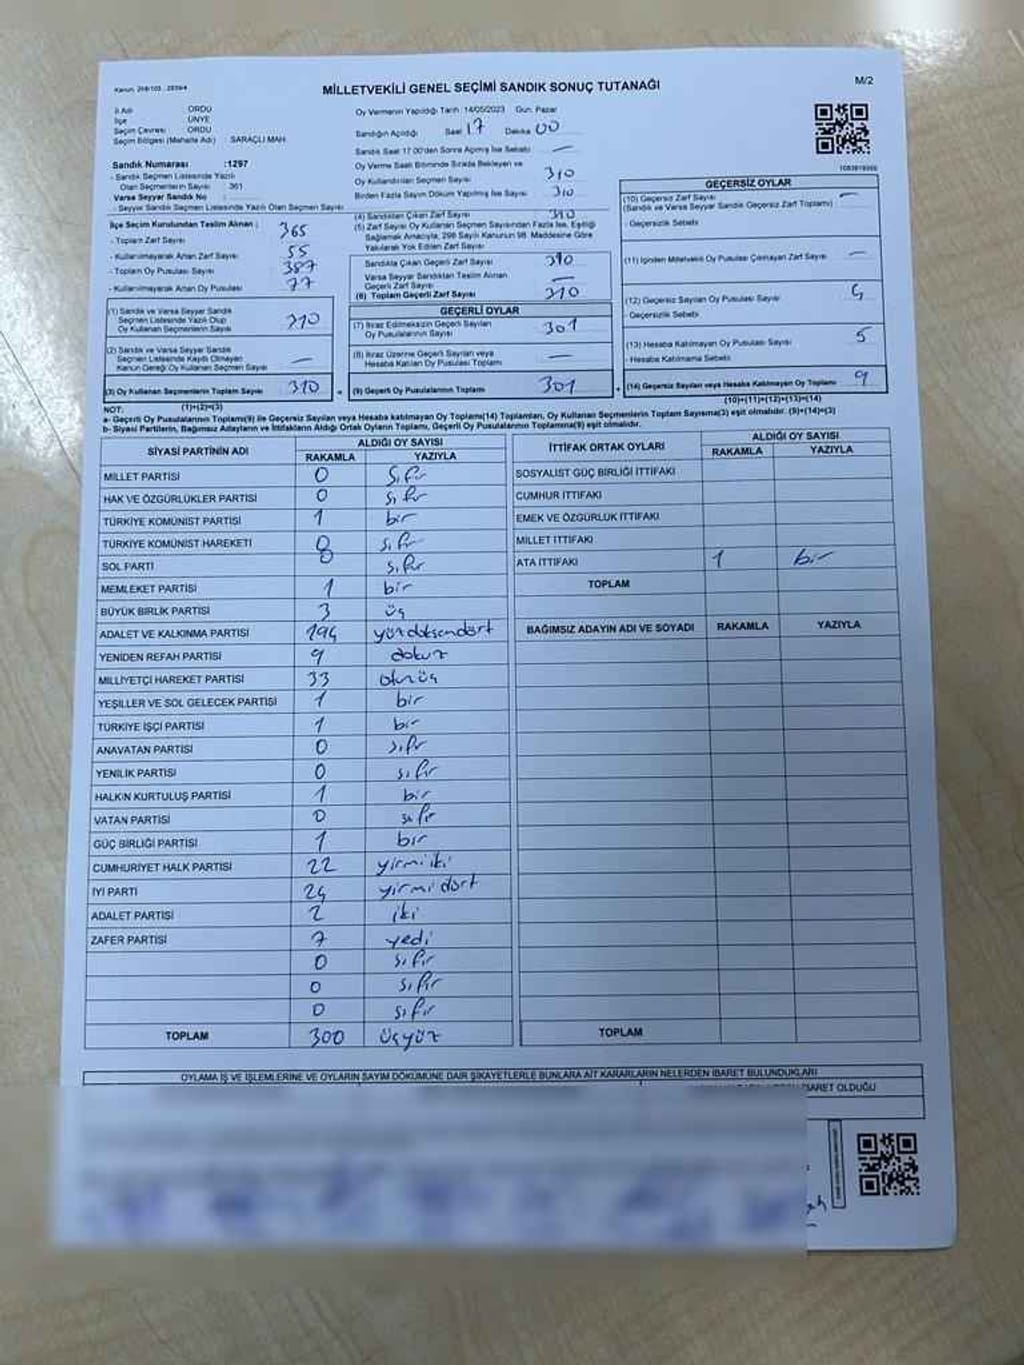 MİLLETVEKİLİ GENEL SEÇİMİ SANDIK SONUÇ TUTANAĞI
M/2
İl Adı ORDU
İlçe ÜNYE
Seçim Çevresi ORDU
Seçim Bölgesi (Mahalle Adı) SARAÇLI MAH.
Sandık Numarası :1297
- Sandık Seçmen Listesinde Yazılı
Olan Seçmenlerin Sayısı 361
Varsa Seyyar Sandık No :
- Seyyar Sandık Seçmen Listesinde Yazılı Olan Seçmen Sayısı
Oy Vermenin Yapıldığı Tarih :14/05/2023 Gün: Pazar
Sandığın Açıldığı Saat 17 Dakika 00
Sandık Saat 17.00'den Sonra Açılmış İse Sebebi —
Oy Verme Saati Bitiminde Sırada Bekleyen ve
Oy Kullandırılan Seçmen Sayısı 310
Birden Fazla Sayım Döküm Yapılmış İse Sayısı 310
İlçe Seçim Kurulundan Teslim Alınan ;
- Toplam Zarf Sayısı 365
- Kullanılmayarak Artan Zarf Sayısı 55
- Toplam Oy Pusulası Sayısı 387
- Kullanılmayarak Artan Oy Pusulası 77
(1) Sandık ve Varsa Seyyar Sandık
Seçmen Listesinde Yazılı Olup
Oy Kullanan Seçmenlerin Sayısı 310
(2) Sandık ve Varsa Seyyar Sandık
Seçmen Listesinde Kaydı Olmayan
Kanun Gereği Oy Kullanan Seçmen Sayısı —
(3) Oy Kullanan Seçmenlerin Toplam Sayısı 310
(1)+(2)=(3)
(4) Sandıktan Çıkan Zarf Sayısı 310
(5) Zarf Sayısı Oy Kullanan Seçmen Sayısından Fazla İse, Eşitliği
Sağlamak Amacıyla, 298 Sayılı Kanunun 98. Maddesine Göre
Yakılarak Yok Edilen Zarf Sayısı
Sandıkta Çıkan Geçerli Zarf Sayısı 310
Varsa Seyyar Sandıktan Teslim Alınan
Geçerli Zarf Sayısı —
(6) Toplam Geçerli Zarf Sayısı 310
GEÇERLİ OYLAR
(7) İtiraz Edilmeksizin Geçerli Sayılan
Oy Pusulalarının Sayısı 301
(8) İtiraz Üzerine Geçerli Sayılan veya
Hesaba Katılan Oy Pusulaları Toplamı —
(9) Geçerli Oy Pusulalarının Toplamı 301
GEÇERSİZ OYLAR
(10) Geçersiz Zarf Sayısı —
(Sandık ve Varsa Seyyar Sandık Geçersiz Zarf Toplamı)
- Geçersizlik Sebebi
(11) İçinden Milletvekili Oy Pusulası Çıkmayan Zarf Sayısı —
(12) Geçersiz Sayılan Oy Pusulası Sayısı 4
- Geçersizlik Sebebi
(13) Hesaba Katılmayan Oy Pusulası Sayısı 5
- Hesaba Katılmama Sebebi
(14) Geçersiz Sayılan veya Hesaba Katılmayan Oy Toplamı 9
(10)+(11)+(12)+(13)=(14)
NOT:
a- Geçerli Oy Pusulalarının Toplamı(9) ile Geçersiz Sayılan veya Hesaba katılmayan Oy Toplamı(14) Toplamları, Oy Kullanan Seçmenlerin Toplam Sayısına(3) eşit olmalıdır. (9)+(14)=(3)
b- Siyasi Partilerin, Bağımsız Adayların ve İttifakların Aldığı Ortak Oyların Toplamı, Geçerli Oy Pusulalarının Toplamına(9) eşit olmalıdır.
SİYASİ PARTİNİN ADI ALDIĞI OY SAYISI
RAKAMLA YAZIYLA
MİLLET PARTİSİ 0 sıfır
HAK VE ÖZGÜRLÜKLER PARTİSİ 0 sıfır
TÜRKİYE KOMÜNİST PARTİSİ 1 bir
TÜRKİYE KOMÜNİST HAREKETİ 0 sıfır
SOL PARTİ 0 sıfır
MEMLEKET PARTİSİ 1 bir
BÜYÜK BİRLİK PARTİSİ 3 üç
ADALET VE KALKINMA PARTİSİ 194 yüzdoksandört
YENİDEN REFAH PARTİSİ 9 dokuz
MİLLİYETÇİ HAREKET PARTİSİ 33 otuzüç
YEŞİLLER VE SOL GELECEK PARTİSİ 1 bir
TÜRKİYE İŞÇİ PARTİSİ 1 bir
ANAVATAN PARTİSİ 0 sıfır
YENİLİK PARTİSİ 0 sıfır
HALKIN KURTULUŞ PARTİSİ 1 bir
VATAN PARTİSİ 0 sıfır
GÜÇ BİRLİĞİ PARTİSİ 1 bir
CUMHURİYET HALK PARTİSİ 22 yirmiiki
İYİ PARTİ 24 yirmidört
ADALET PARTİSİ 2 iki
ZAFER PARTİSİ 7 yedi
0 sıfır
0 sıfır
0 sıfır
TOPLAM 300 üçyüz
İTTİFAK ORTAK OYLARI ALDIĞI OY SAYISI
RAKAMLA YAZIYLA
SOSYALİST GÜÇ BİRLİĞİ İTTİFAKI
CUMHUR İTTİFAKI
EMEK VE ÖZGÜRLÜK İTTİFAKI
MİLLET İTTİFAKI
ATA İTTİFAKI 1 bir
TOPLAM
BAĞIMSIZ ADAYIN ADI VE SOYADI RAKAMLA YAZIYLA
TOPLAM
OYLAMA İŞ VE İŞLEMLERİNE VE OYLARIN SAYIM DÖKÜMÜNE DAİR ŞİKAYETLERLE BUNLARA AİT KARARLARIN NELERDEN İBARET BULUNDUKLARI